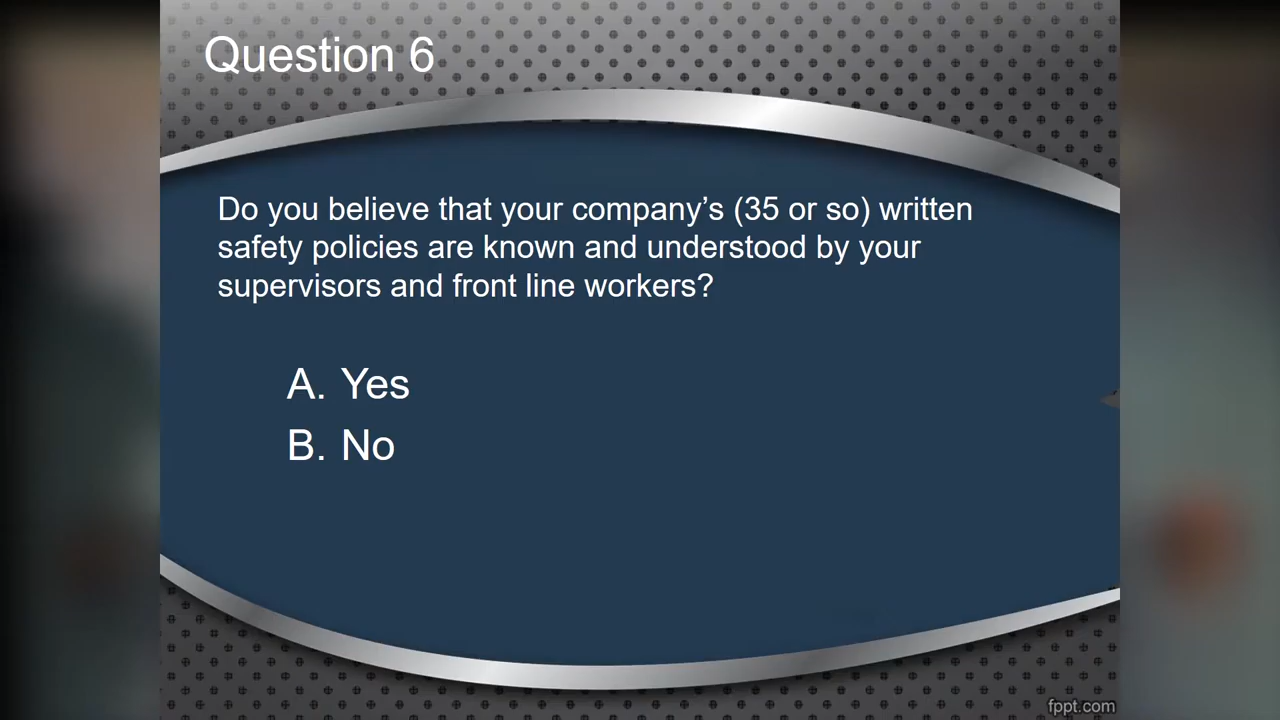 Question 6
Do you believe that your company’s (35 or so) written
safety policies are known and understood by your
supervisors and front line workers?
A. Yes
B. No
fppt.com